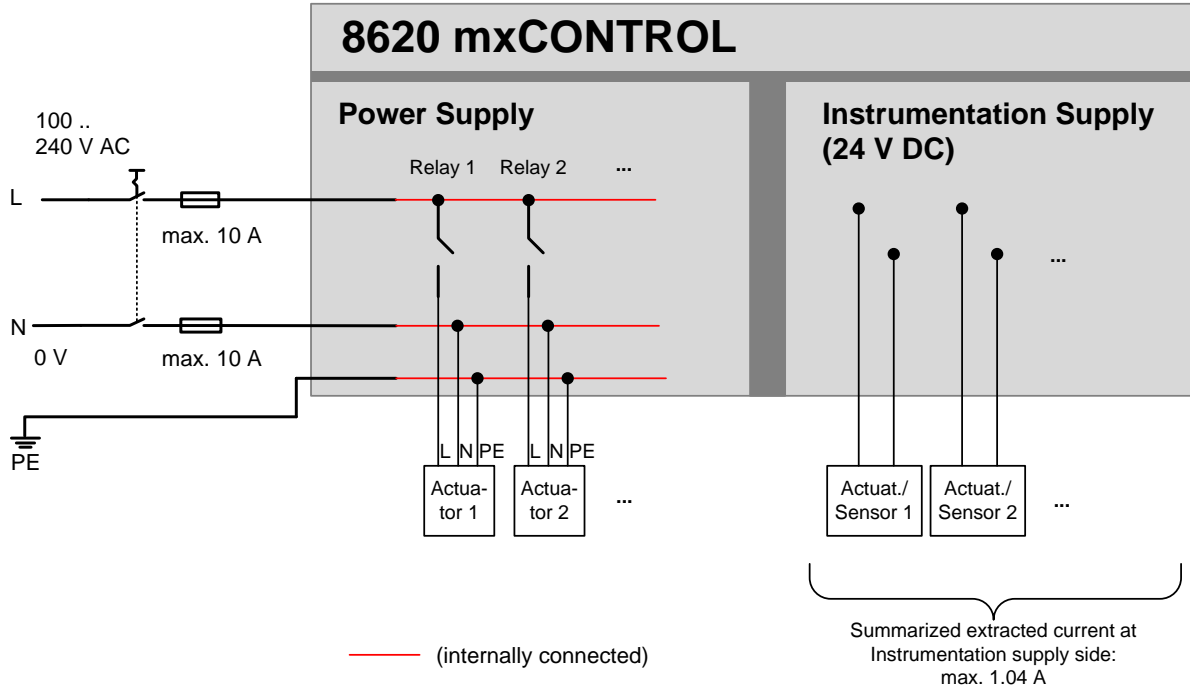 8620 mxCONTROL
Power Supply
Instrumentation Supply
(24 V DC)
100 ..
240 V AC
Relay 1
Relay 2
...
L
max. 10 A
...
N
0 V
max. 10 A
PE
L N PE
L N PE
Actua-
tor 1
Actua-
tor 2
...
Actuat./
Sensor 1
Actuat./
Sensor 2
...
Summarized extracted current at
Instrumentation supply side:
max. 1.04 A
(internally connected)